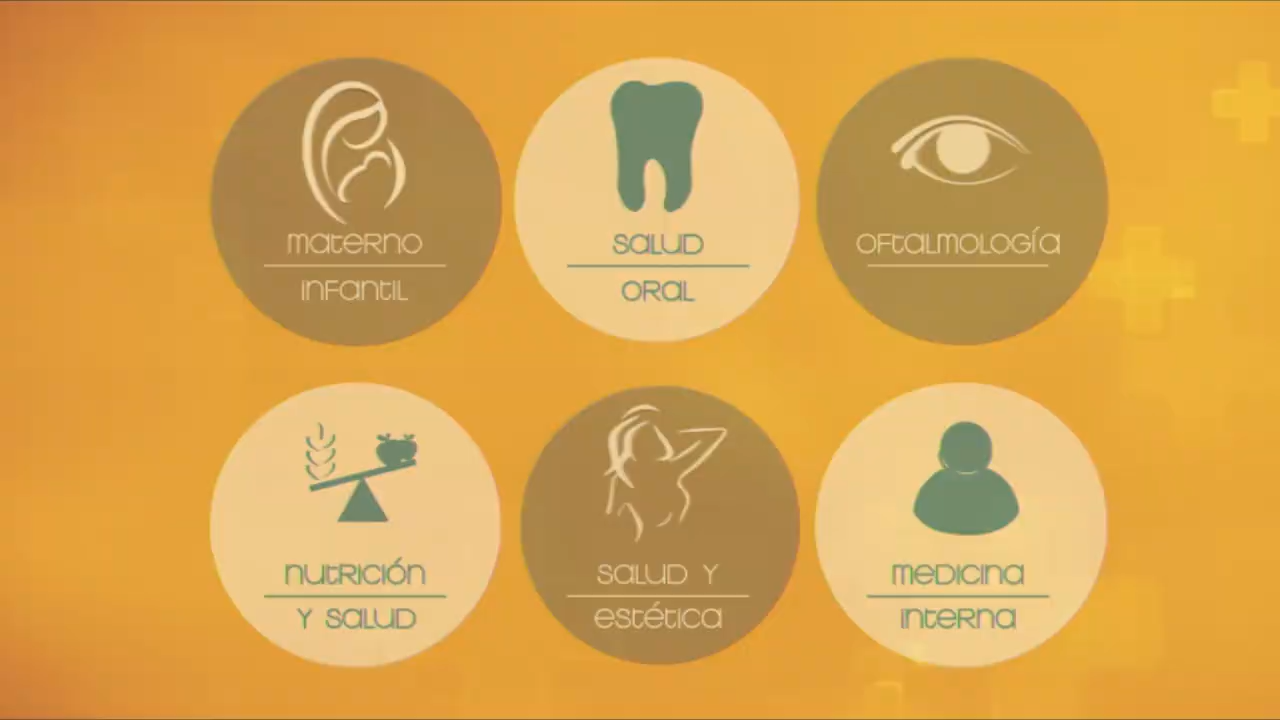 materno
infantil
salud
oral
oftalmología
nutrición
y salud
salud y
estética
medicina
interna